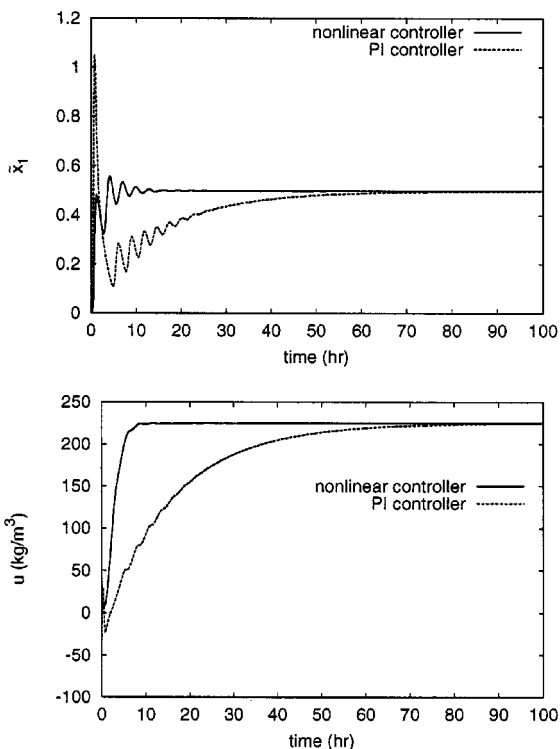 1.2
1
0.8
0.6
0.4
0.2
0
x̃₁
nonlinear controller
PI controller
0 10 20 30 40 50 60 70 80 90 100
time (hr)
250
200
150
100
50
0
-50
-100
u (kg/m³)
nonlinear controller
PI controller
0 10 20 30 40 50 60 70 80 90 100
time (hr)